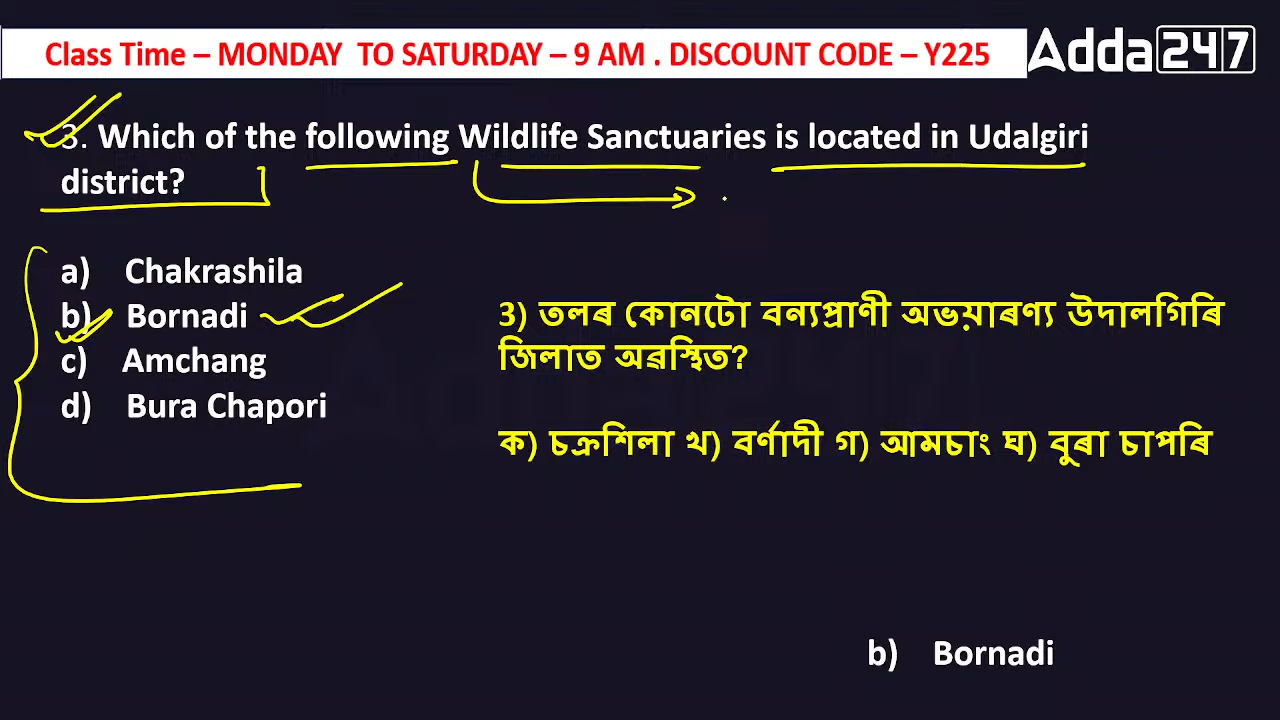 Class Time – MONDAY TO SATURDAY – 9 AM . DISCOUNT CODE – Y225
Adda247
3. Which of the following Wildlife Sanctuaries is located in Udalgiri
district?
a) Chakrashila
b) Bornadi
c) Amchang
d) Bura Chapori
3) তলৰ কোনটো বন্যপ্ৰাণী অভয়াৰণ্য উদালগিৰি
জিলাত অৱস্থিত?
ক) চক্ৰশিলা খ) বৰ্ণাদী গ) আমচাং ঘ) বুৰা চাপৰি
b) Bornadi